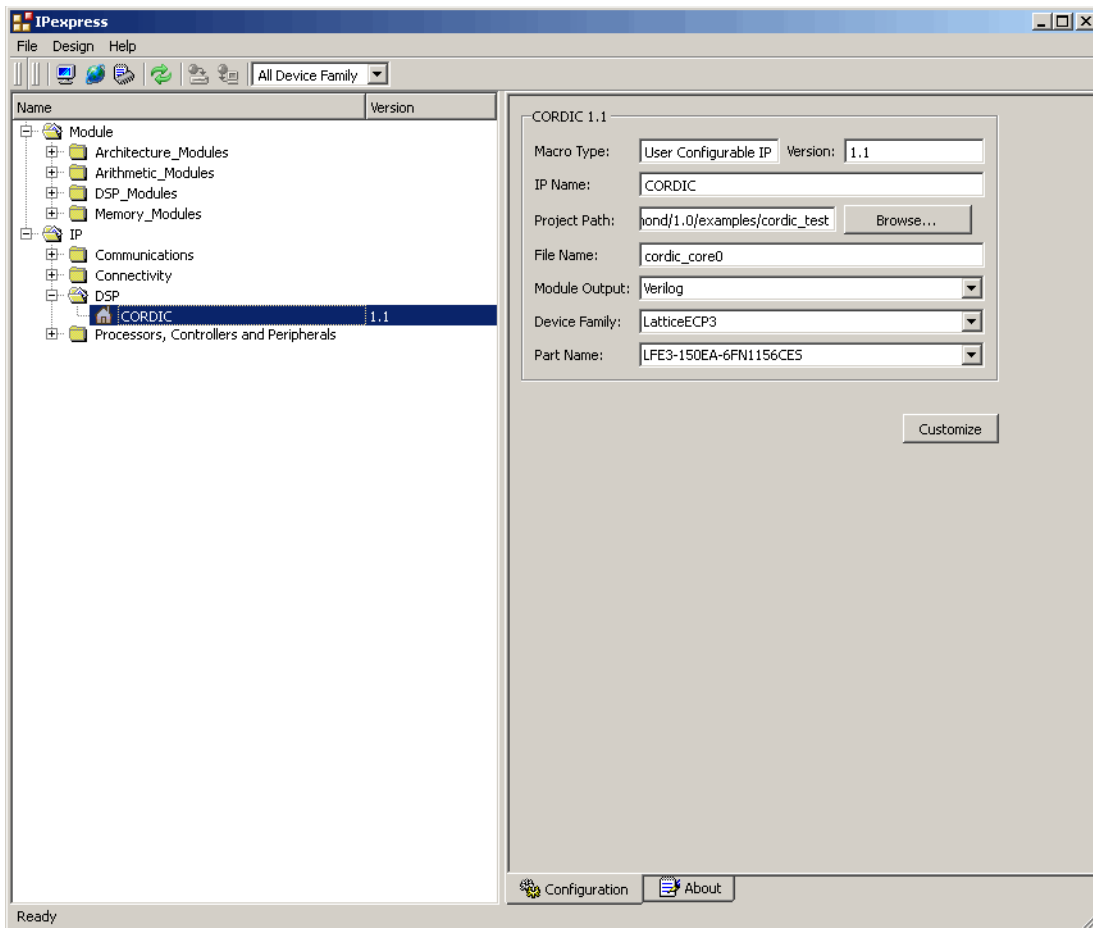 IPexpress
File Design Help
All Device Family
Name Version
Module
Architecture_Modules
Arithmetic_Modules
DSP_Modules
Memory_Modules
IP
Communications
Connectivity
DSP
CORDIC 1.1
Processors, Controllers and Peripherals
CORDIC 1.1
Macro Type: User Configurable IP Version: 1.1
IP Name: CORDIC
Project Path: mond/1.0/examples/cordic_test Browse...
File Name: cordic_core0
Module Output: Verilog
Device Family: LatticeECP3
Part Name: LFE3-150EA-6FN1156CES
Customize
Configuration About
Ready